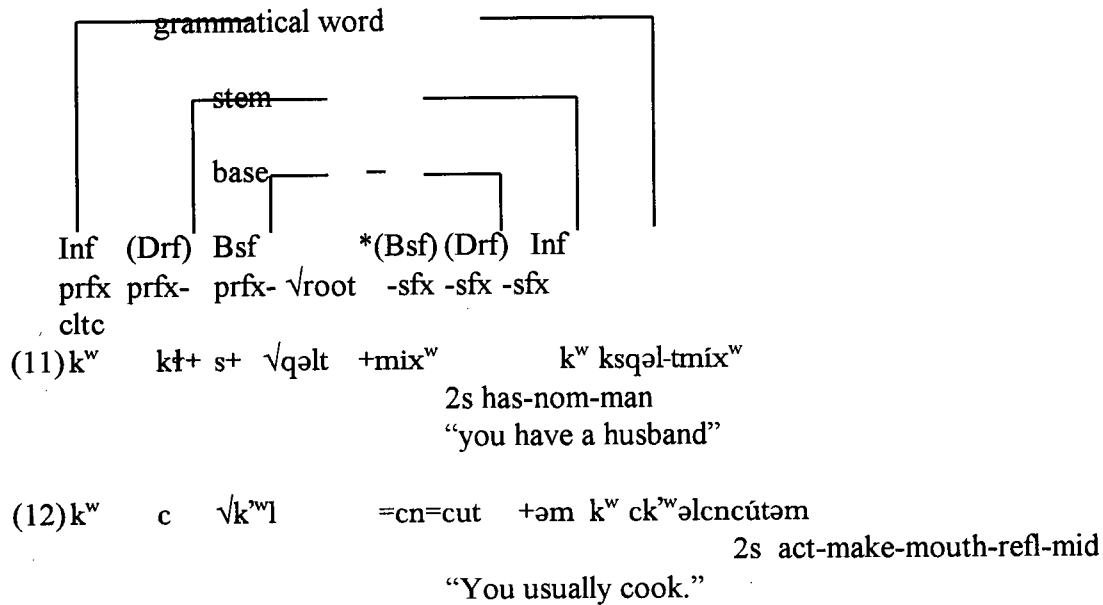 grammatical word
stem
base –
Inf (Drf) Bsf *(Bsf) (Drf) Inf
prfx prfx- prfx- √root -sfx -sfx -sfx
cltc
(11) kʷ kɬ+ s+ √qəlt +mixʷ kʷ ksqəl-tmíxʷ
2s has-nom-man
“you have a husband”
(12) kʷ c √k’ʷl =cn=cut +əm kʷ ck’ʷəlcncútəm
2s act-make-mouth-refl-mid
“You usually cook.”